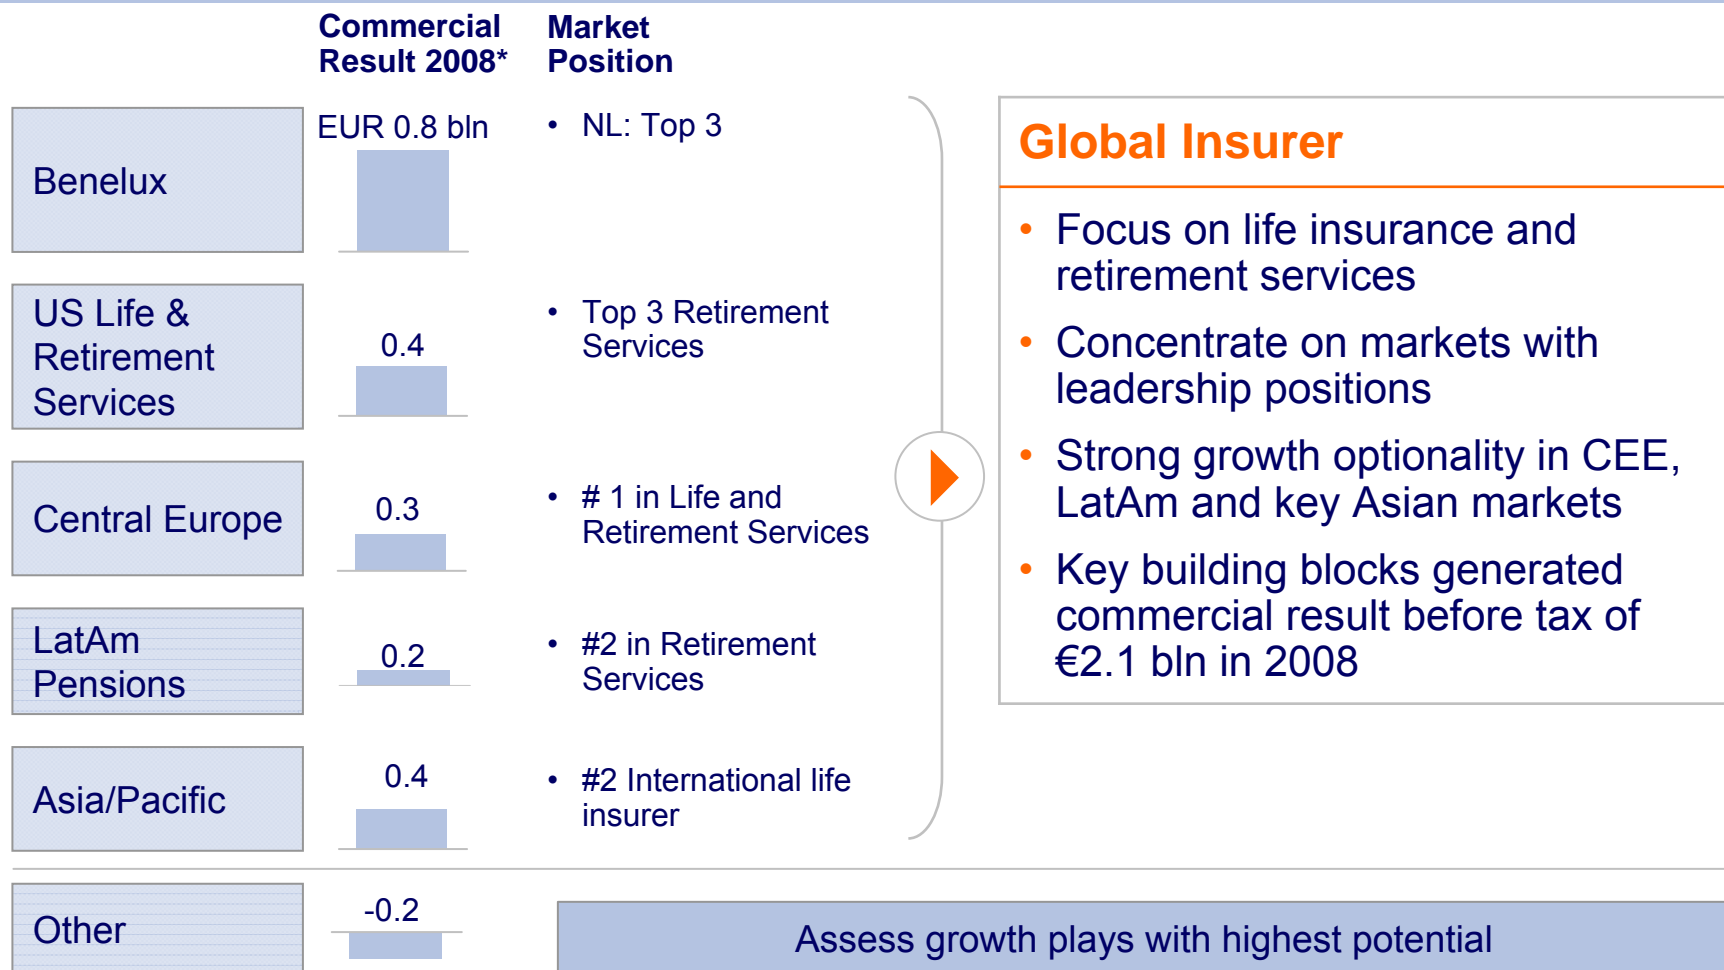 Commercial
Result 2008*
Market
Position
Benelux
EUR 0.8 bln
• NL: Top 3
US Life &
Retirement
Services
0.4
• Top 3 Retirement
Services
Central Europe
0.3
• # 1 in Life and
Retirement Services
LatAm
Pensions
0.2
• #2 in Retirement
Services
Asia/Pacific
0.4
• #2 International life
insurer
Other
-0.2
Global Insurer
• Focus on life insurance and
retirement services
• Concentrate on markets with
leadership positions
• Strong growth optionality in CEE,
LatAm and key Asian markets
• Key building blocks generated
commercial result before tax of
€2.1 bln in 2008
Assess growth plays with highest potential